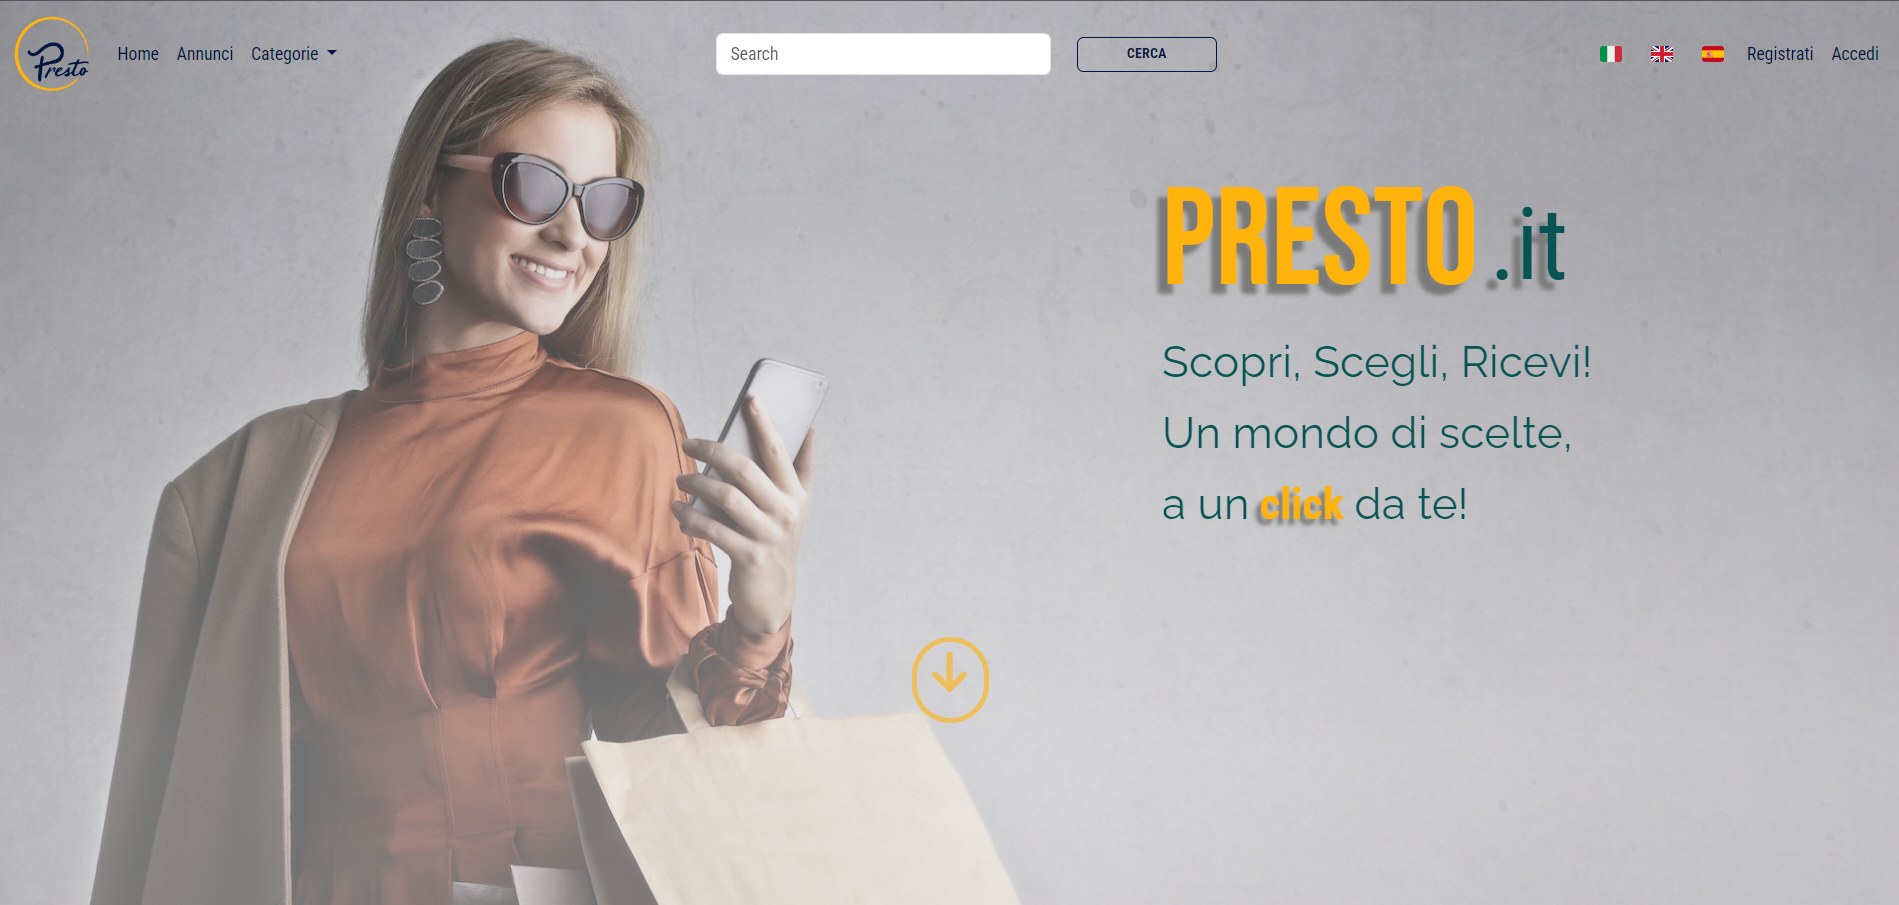 Presto
Home
Annunci
Categorie
Search
CERCA
Registrati
Accedi
PRESTO .it
Scopri, Scegli, Ricevi!
Un mondo di scelte,
a un click da te!